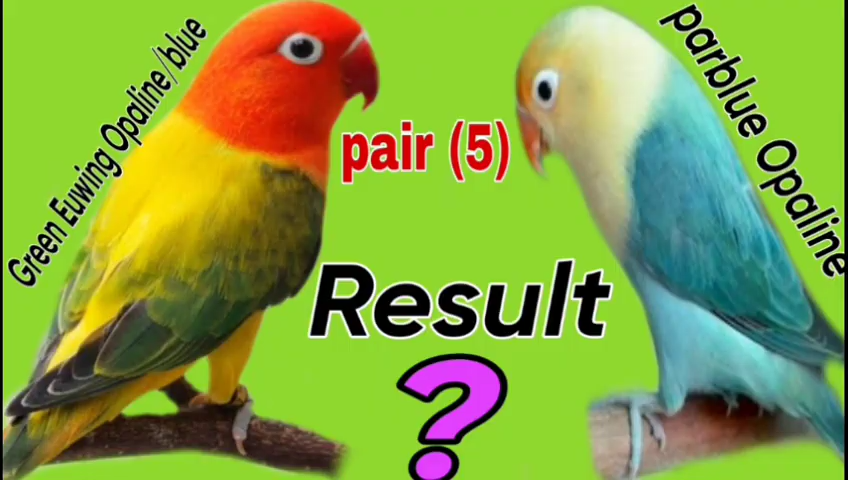 Green Euwing Opaline/blue
parblue Opaline
pair (5)
Result
?